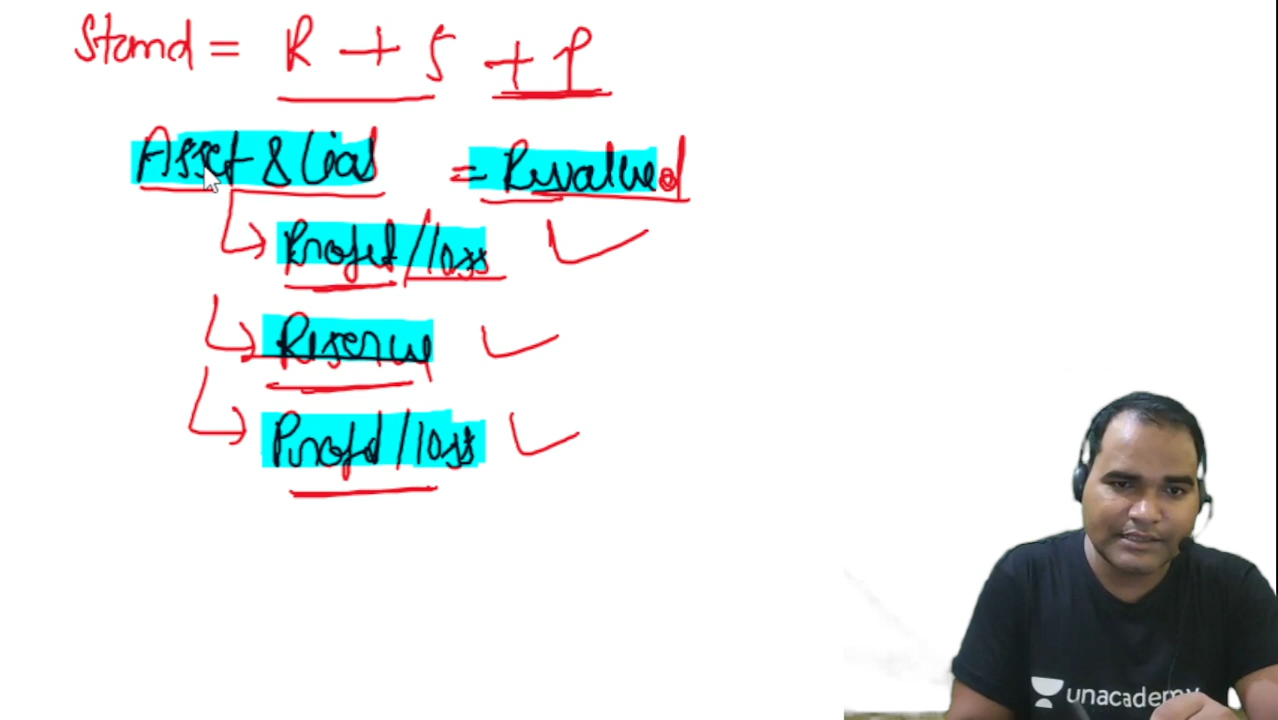 Stand = R + S + P
Asset & Liab = Revalued
Profit/loss
Reserve
Profit/loss
unacademy